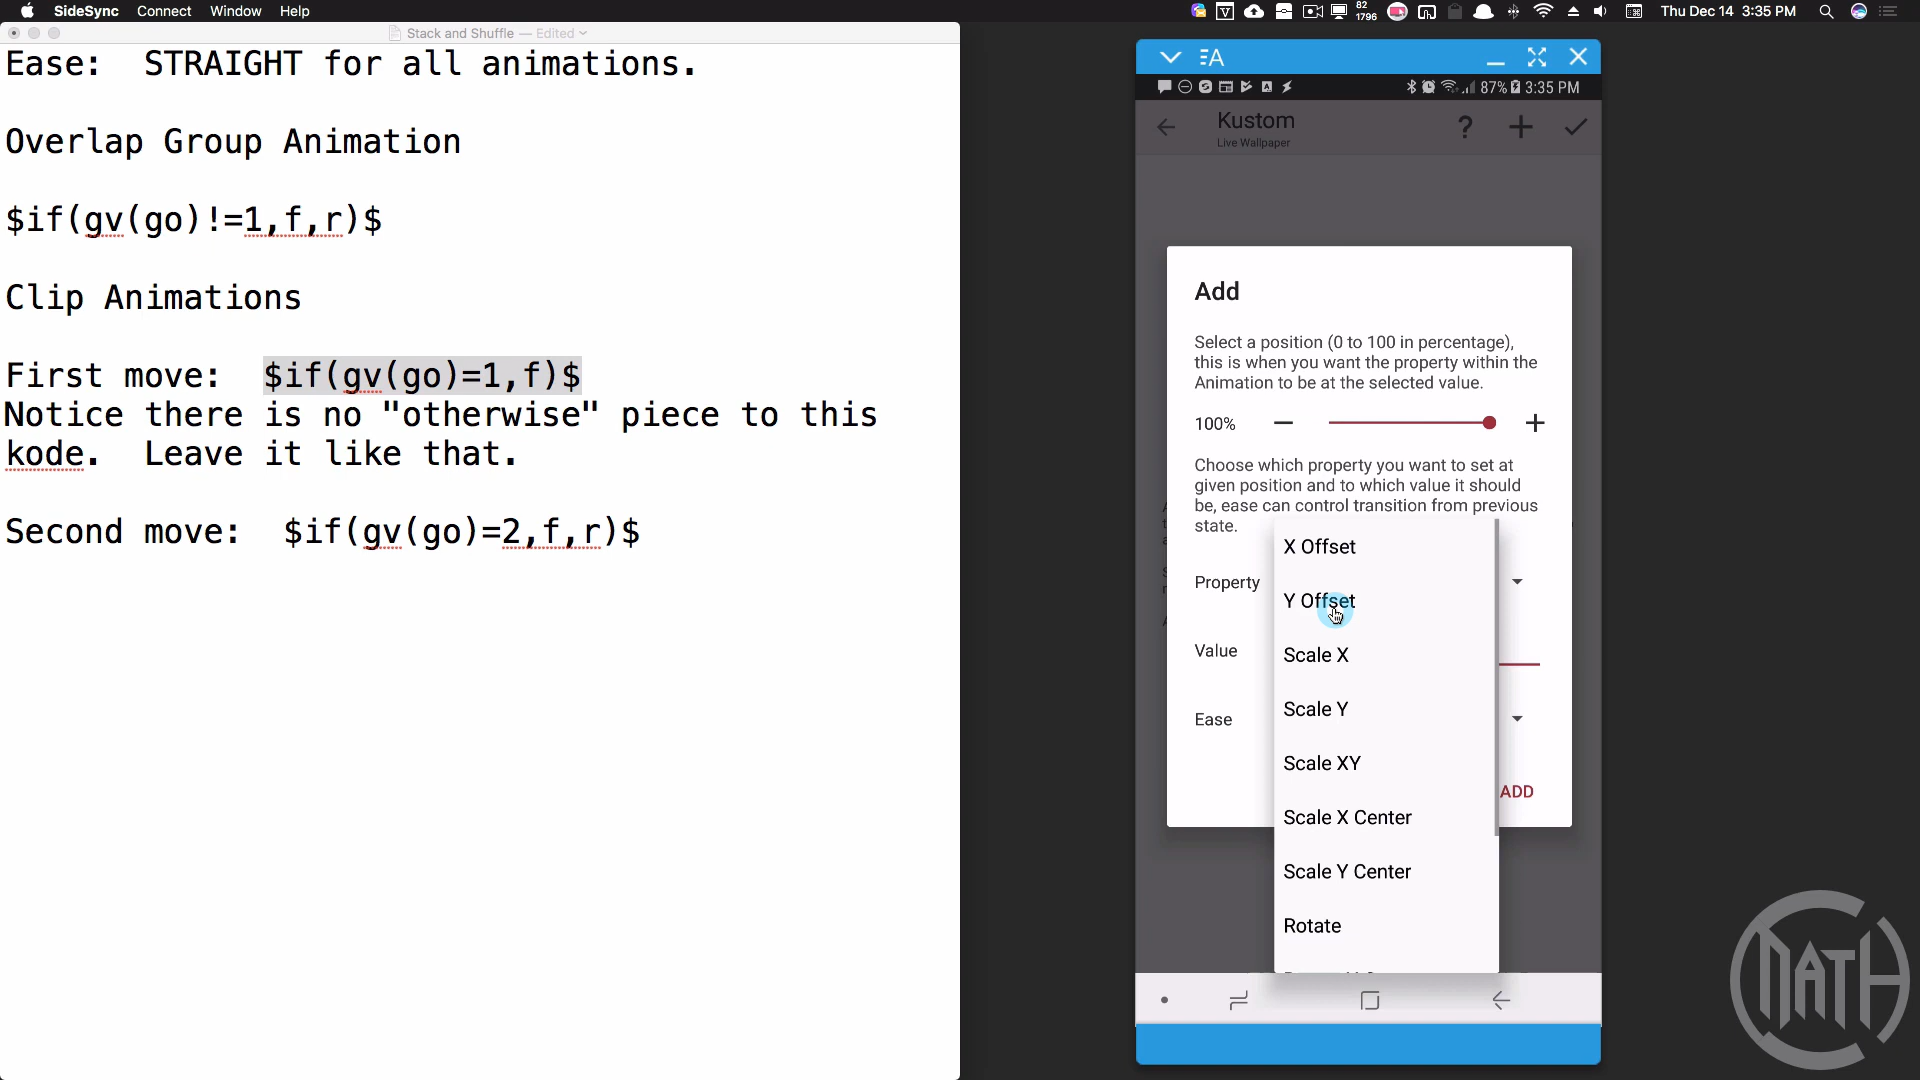 SideSync Connect Window Help
82
1796
Thu Dec 14 3:35 PM
Stack and Shuffle — Edited
Ease: STRAIGHT for all animations.
Overlap Group Animation
$if(gv(go)!=1,f,r)$
Clip Animations
First move: $if(gv(go)=1,f)$
Notice there is no "otherwise" piece to this
kode. Leave it like that.
Second move: $if(gv(go)=2,f,r)$
87% 3:35 PM
Kustom
Live Wallpaper
Add
Select a position (0 to 100 in percentage),
this is when you want the property within the
Animation to be at the selected value.
100%
Choose which property you want to set at
given position and to which value it should
be, ease can control transition from previous
state.
Property
Value
Ease
X Offset
Y Offset
Scale X
Scale Y
Scale XY
Scale X Center
Scale Y Center
Rotate
ADD
MATH